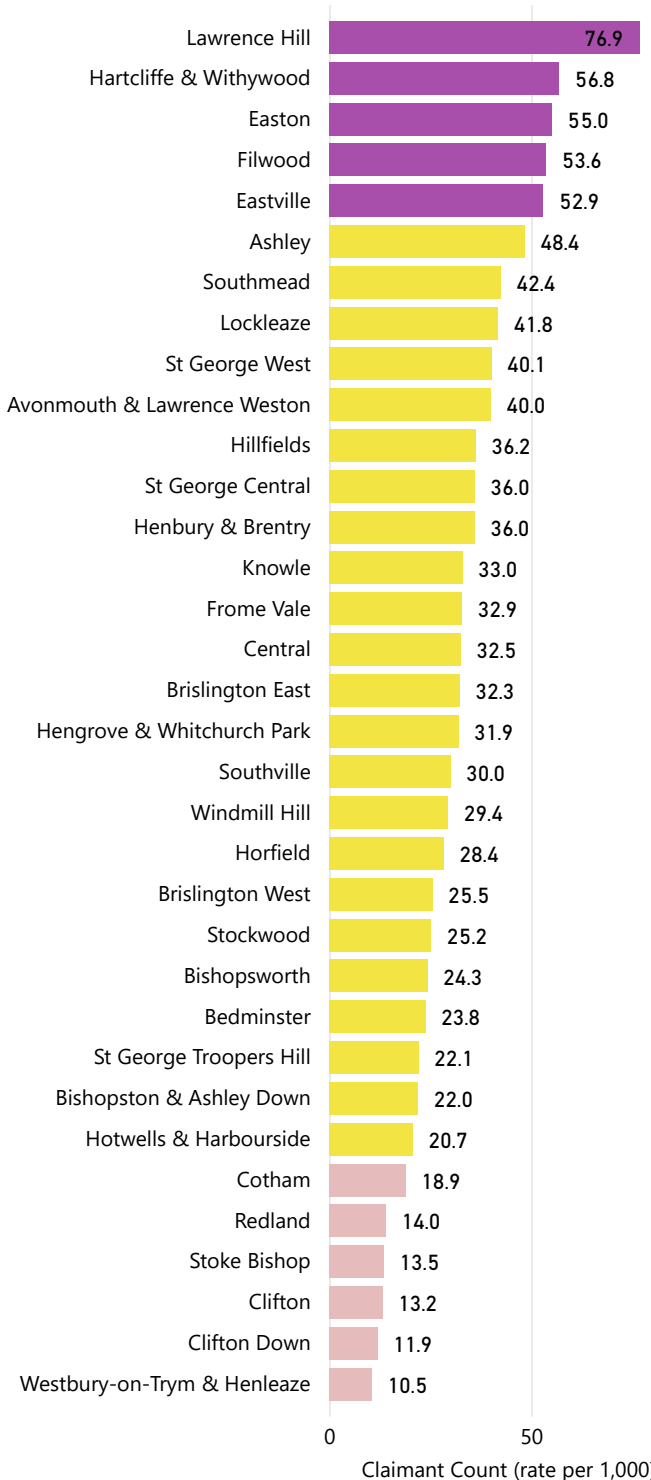 Lawrence Hill 76.9
Hartcliffe & Withywood 56.8
Easton 55.0
Filwood 53.6
Eastville 52.9
Ashley 48.4
Southmead 42.4
Lockleaze 41.8
St George West 40.1
Avonmouth & Lawrence Weston 40.0
Hillfields 36.2
St George Central 36.0
Henbury & Brentry 36.0
Knowle 33.0
Frome Vale 32.9
Central 32.5
Brislington East 32.3
Hengrove & Whitchurch Park 31.9
Southville 30.0
Windmill Hill 29.4
Horfield 28.4
Brislington West 25.5
Stockwood 25.2
Bishopsworth 24.3
Bedminster 23.8
St George Troopers Hill 22.1
Bishopston & Ashley Down 22.0
Hotwells & Harbourside 20.7
Cotham 18.9
Redland 14.0
Stoke Bishop 13.5
Clifton 13.2
Clifton Down 11.9
Westbury-on-Trym & Henleaze 10.5
0 50
Claimant Count (rate per 1,000)